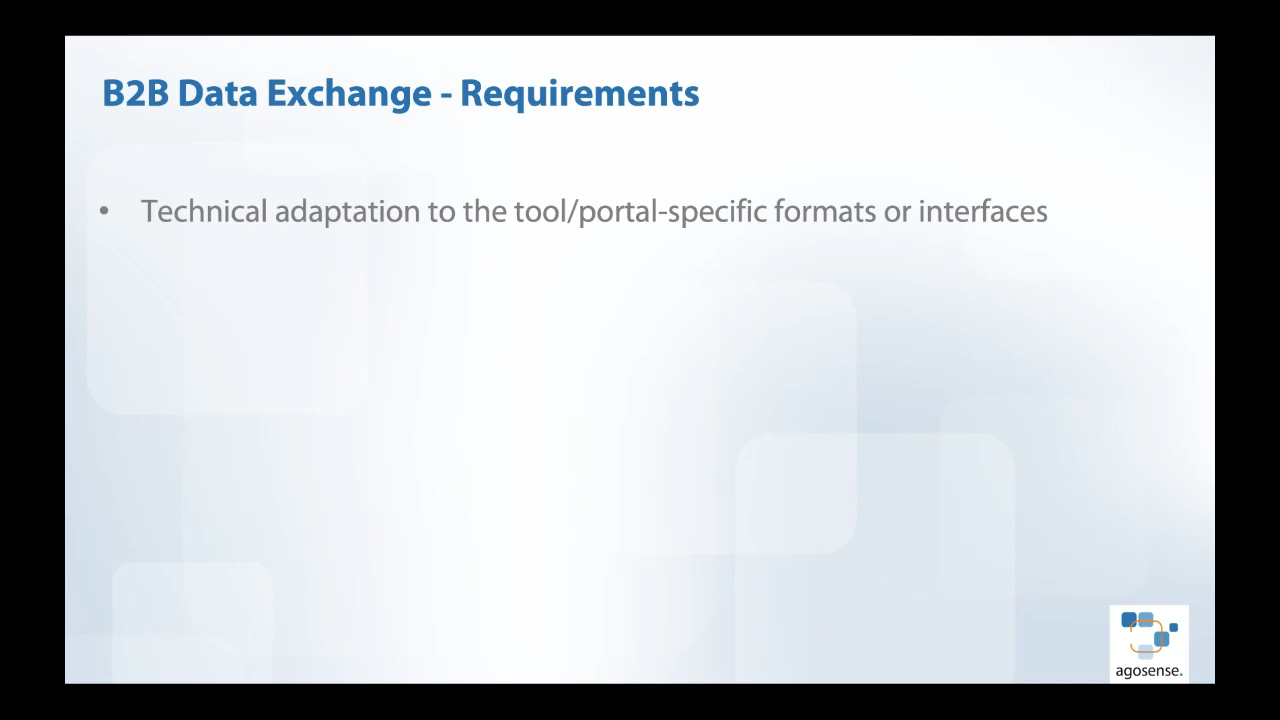 B2B Data Exchange - Requirements
• Technical adaptation to the tool/portal-specific formats or interfaces
agosense.